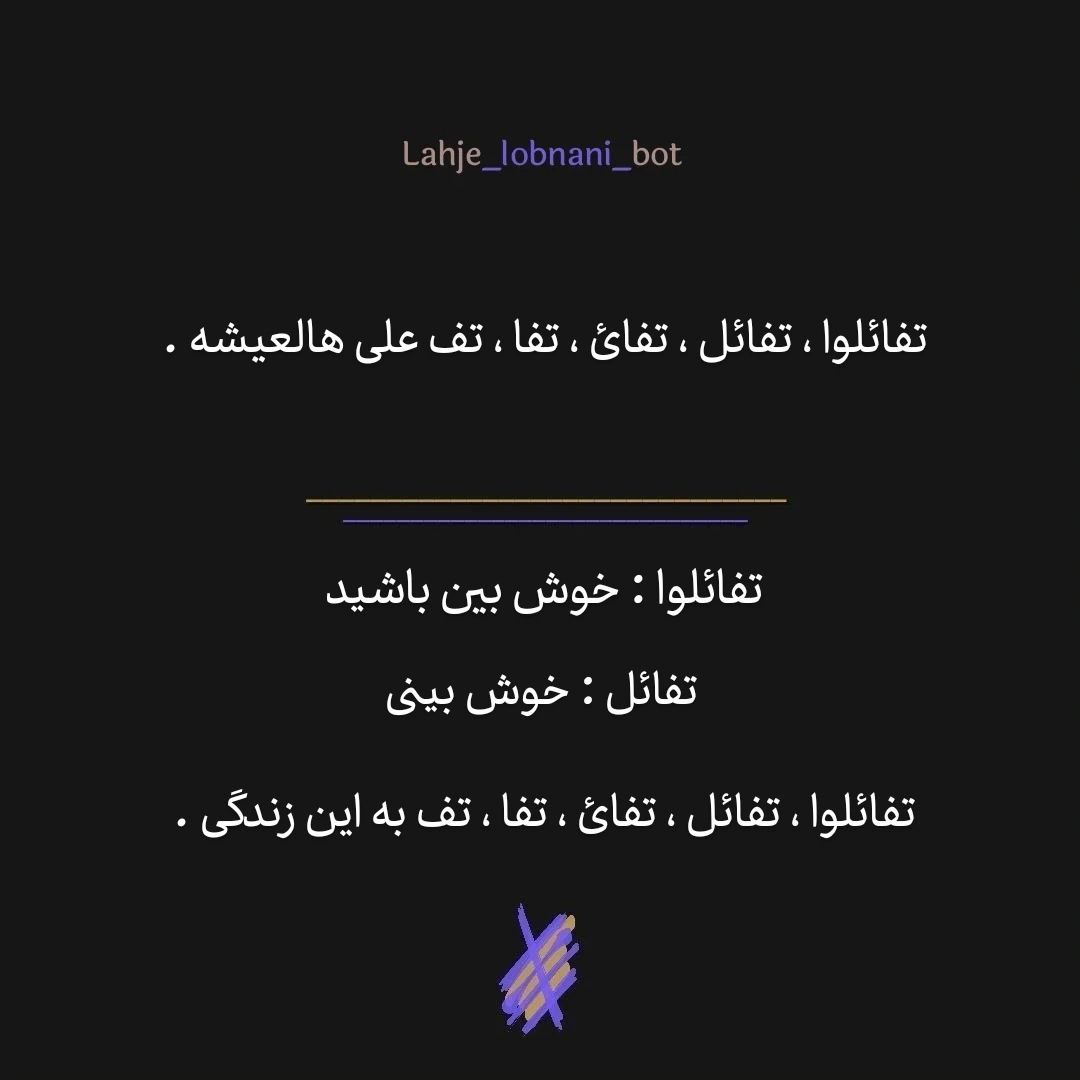 Lahje_lobnani_bot
تفائلوا ، تفائل ، تفائ ، تفا ، تف علی هالعیشه .
تفائلوا : خوش بین باشید
تفائل : خوش بینی
تفائلوا ، تفائل ، تفائ ، تفا ، تف به این زندگی .